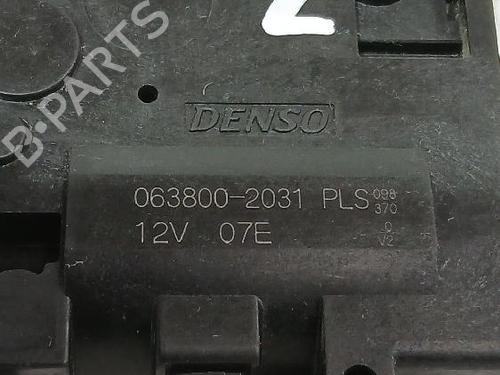 Z
B-PARTS
DENSO
063800-2031 PLS 098 370
12V 07E 0 V2